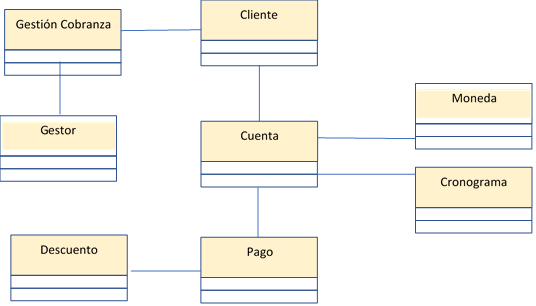 Cliente
Gestión Cobranza
Moneda
Gestor
Cuenta
Cronograma
Descuento
Pago